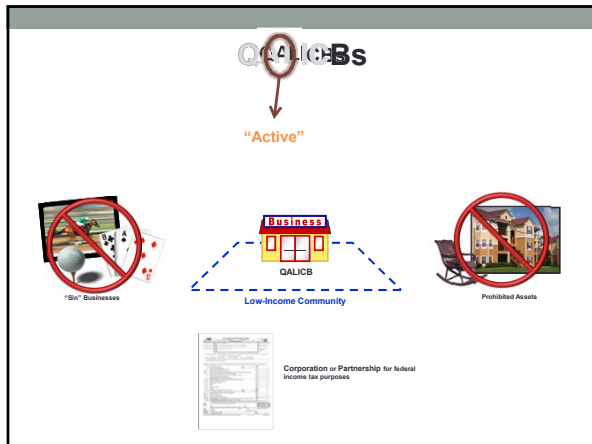 QALICBs
“Active”
Business
QALICB
“Sin” Businesses
Low-Income Community
Prohibited Assets
Corporation or Partnership for federal
income tax purposes